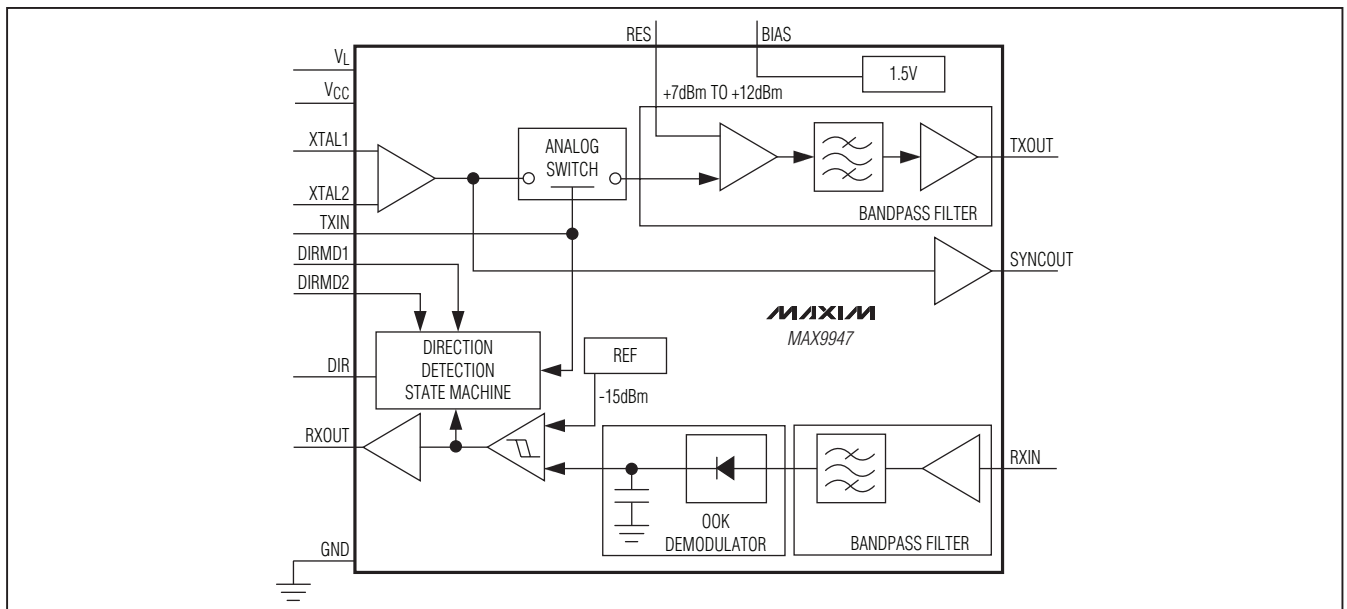 RES
BIAS
VL
1.5V
VCC
+7dBm TO +12dBm
XTAL1
ANALOG
SWITCH
TXOUT
XTAL2
BANDPASS FILTER
TXIN
DIRMD1
SYNCOUT
DIRMD2
MAXIM
MAX9947
DIRECTION
DETECTION
STATE MACHINE
REF
DIR
-15dBm
RXOUT
RXIN
OOK
DEMODULATOR
BANDPASS FILTER
GND